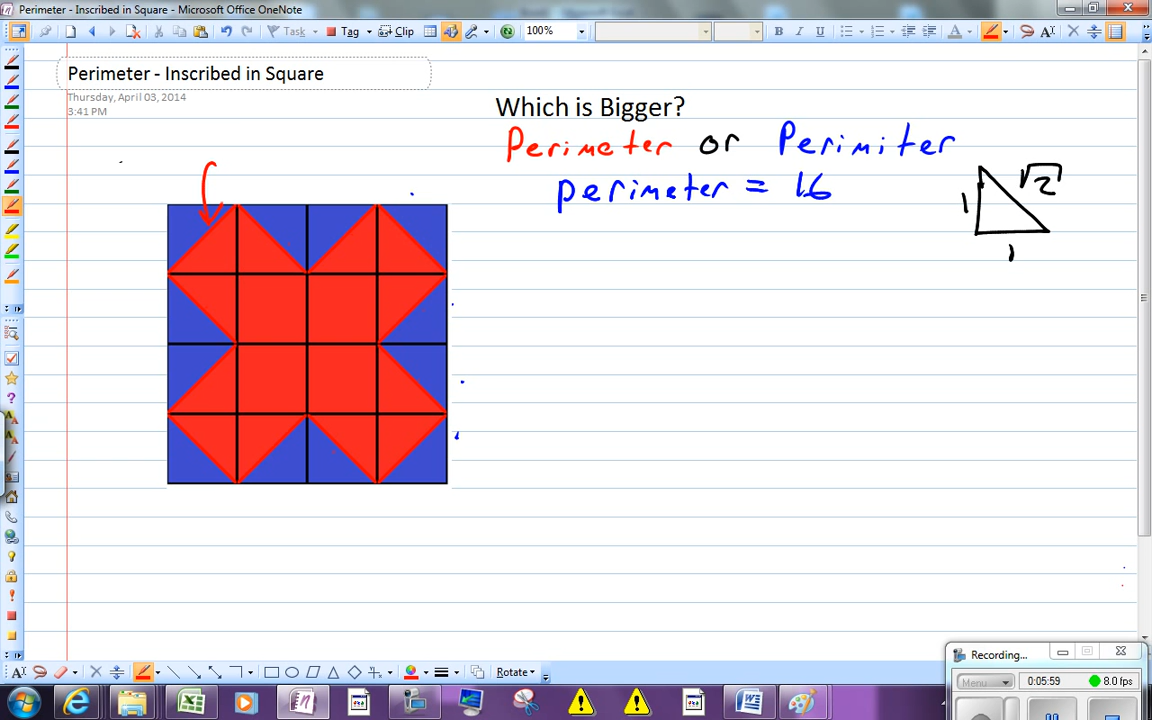 Perimeter - Inscribed in Square - Microsoft Office OneNote
Task Tag Clip 100% B I U A A
Perimeter - Inscribed in Square
Thursday, April 03, 2014
3:41 PM
Which is Bigger?
Perimeter or Perimiter
perimeter = 16
1 √2
1
Recording...
Menu 0:05:59 8.0 fps
A Rotate